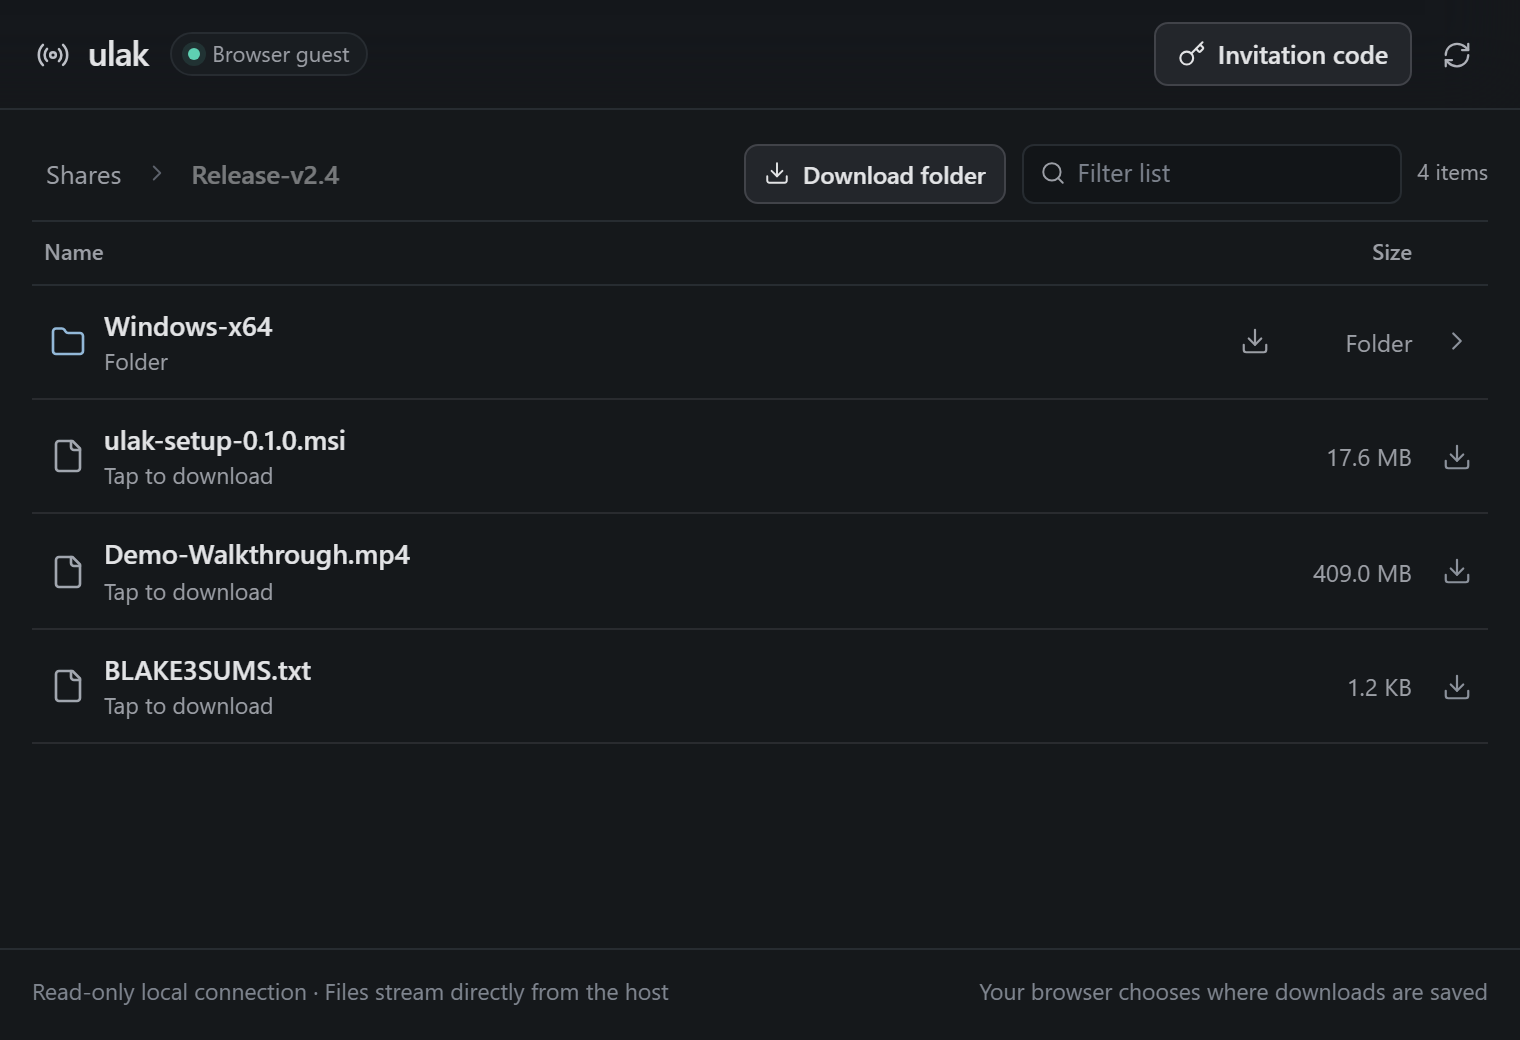 ulak Browser guest Invitation code
Shares Release-v2.4 Download folder Filter list 4 items
Name Size
Windows-x64
Folder Folder
ulak-setup-0.1.0.msi
Tap to download 17.6 MB
Demo-Walkthrough.mp4
Tap to download 409.0 MB
BLAKE3SUMS.txt
Tap to download 1.2 KB
Read-only local connection · Files stream directly from the host Your browser chooses where downloads are saved